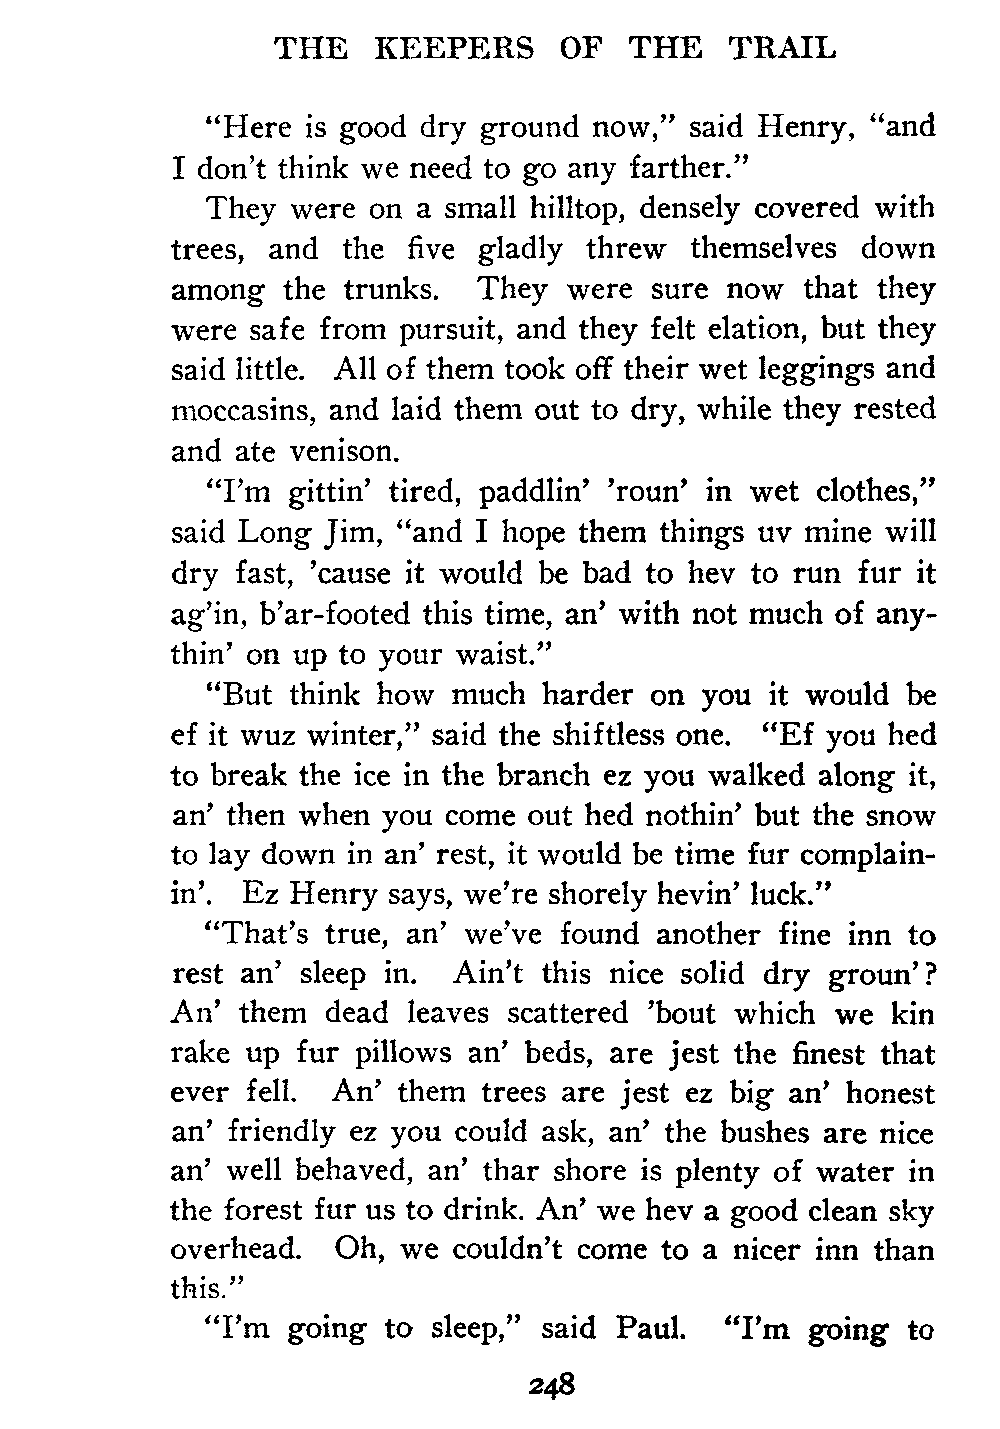 THE KEEPERS OF THE TRAIL
“Here is good dry ground now,” said Henry, “and
I don’t think we need to go any farther.”
They were on a small hilltop, densely covered with
trees, and the five gladly threw themselves down
among the trunks. They were sure now that they
were safe from pursuit, and they felt elation, but they
said little. All of them took off their wet leggings and
moccasins, and laid them out to dry, while they rested
and ate venison.
“I’m gittin’ tired, paddlin’ ’roun’ in wet clothes,”
said Long Jim, “and I hope them things uv mine will
dry fast, ’cause it would be bad to hev to run fur it
ag’in, b’ar-footed this time, an’ with not much of any-
thin’ on up to your waist.”
“But think how much harder on you it would be
ef it wuz winter,” said the shiftless one. “Ef you hed
to break the ice in the branch ez you walked along it,
an’ then when you come out hed nothin’ but the snow
to lay down in an’ rest, it would be time fur complain-
in’. Ez Henry says, we’re shorely hevin’ luck.”
“That’s true, an’ we’ve found another fine inn to
rest an’ sleep in. Ain’t this nice solid dry groun’?
An’ them dead leaves scattered ’bout which we kin
rake up fur pillows an’ beds, are jest the finest that
ever fell. An’ them trees are jest ez big an’ honest
an’ friendly ez you could ask, an’ the bushes are nice
an’ well behaved, an’ thar shore is plenty of water in
the forest fur us to drink. An’ we hev a good clean sky
overhead. Oh, we couldn’t come to a nicer inn than
this.”
“I’m going to sleep,” said Paul. “I’m going to
248